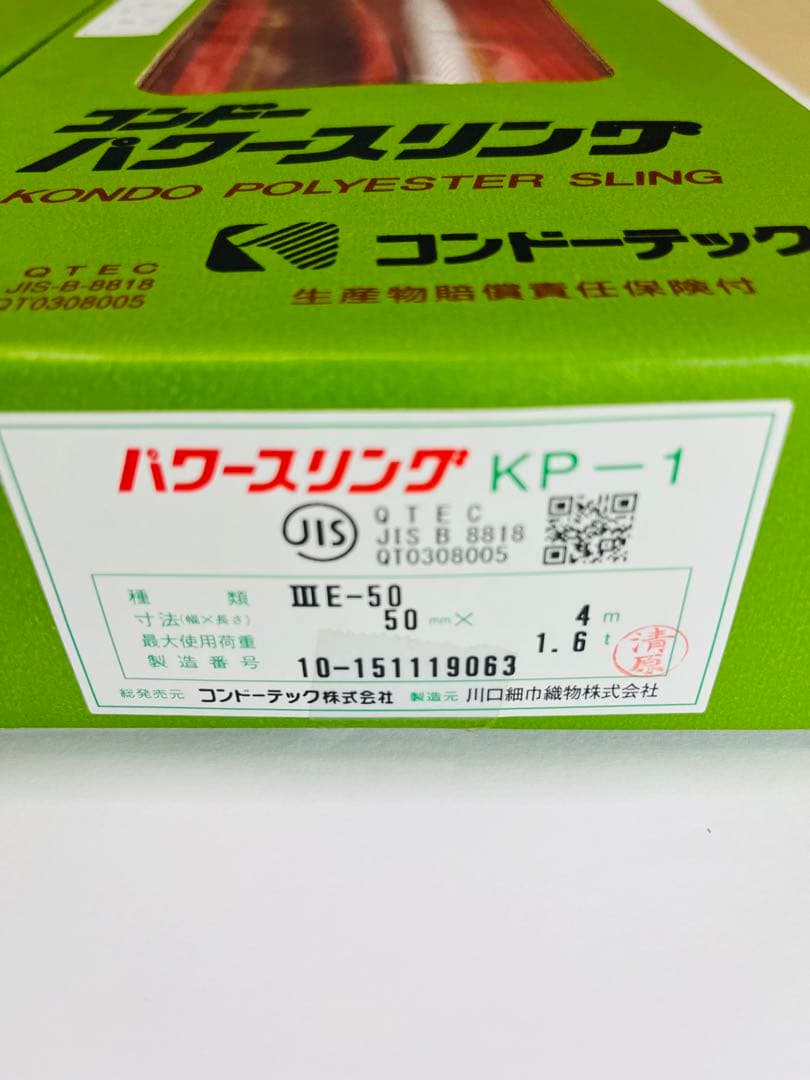 コンドー
パワースリング
KONDO POLYESTER SLING
コンドーテック
QTEC
JIS-B-8818
QT0308005
生産物賠償責任保険付
パワースリング KP-1
JIS
QTEC
JIS B 8818
QT0308005
種類 ⅢE-50
寸法(幅×長さ) 50mm× 4m
最大使用荷重 1.6t
清原
製造番号 10-151119063
総発売元 コンドーテック株式会社 製造元 川口細巾織物株式会社